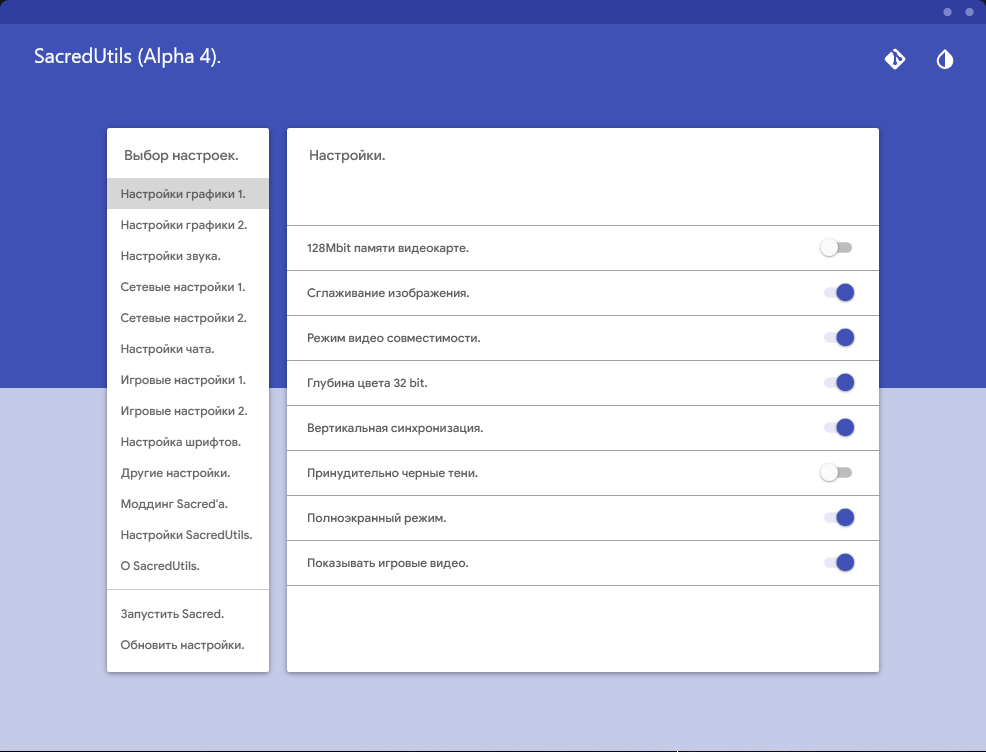 SacredUtils (Alpha 4).
Выбор настроек.
Настройки графики 1.
Настройки графики 2.
Настройки звука.
Сетевые настройки 1.
Сетевые настройки 2.
Настройки чата.
Игровые настройки 1.
Игровые настройки 2.
Настройка шрифтов.
Другие настройки.
Моддинг Sacred'а.
Настройки SacredUtils.
О SacredUtils.
Запустить Sacred.
Обновить настройки.
Настройки.
128Mbit памяти видеокарте.
Сглаживание изображения.
Режим видео совместимости.
Глубина цвета 32 bit.
Вертикальная синхронизация.
Принудительно черные тени.
Полноэкранный режим.
Показывать игровые видео.